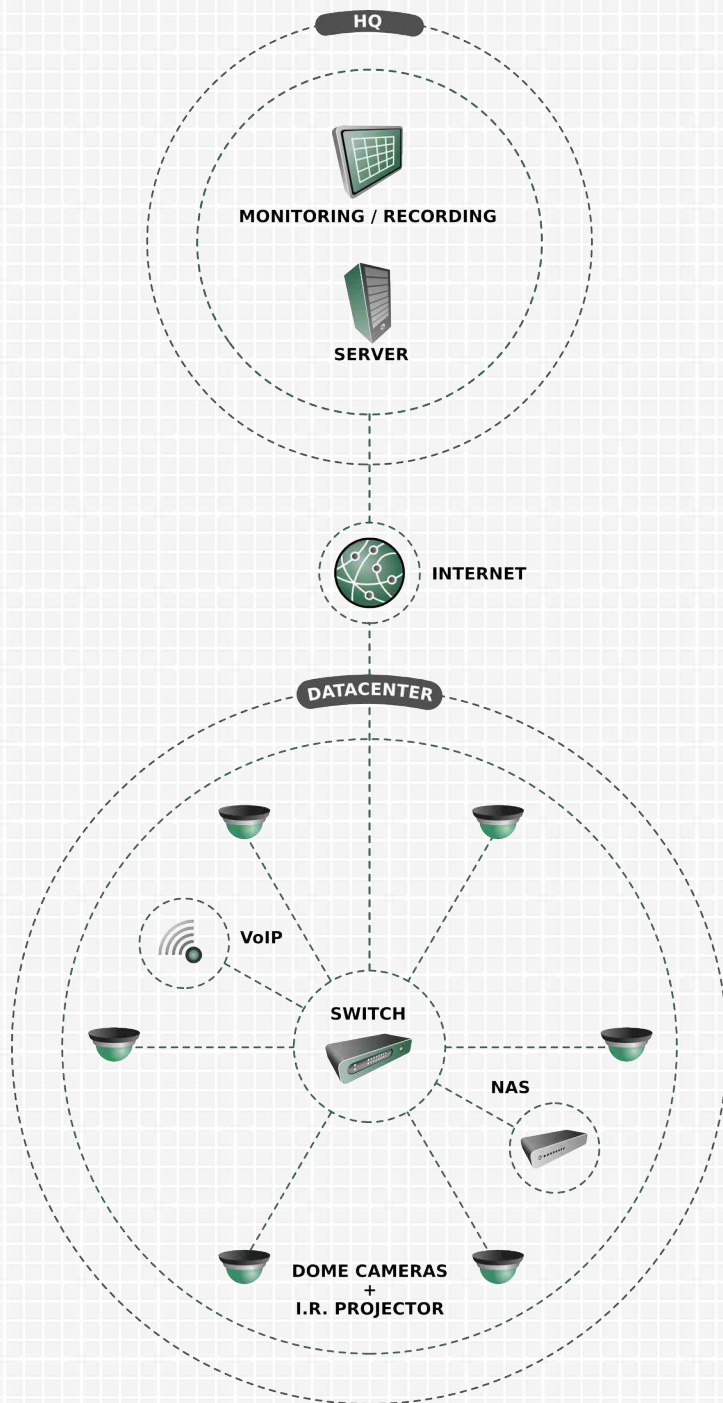 HQ
MONITORING / RECORDING
SERVER
INTERNET
DATACENTER
VoIP
SWITCH
NAS
DOME CAMERAS
+
I.R. PROJECTOR